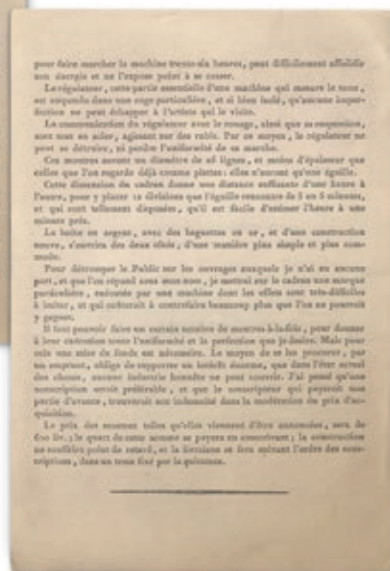 pour faire marcher la machine trente-six heures, peut difficilement affaiblir
son énergie et ne l'expose point à se casser.
Le régulateur, cette partie essentielle d'une machine qui mesure le tems,
est suspendu dans une cage particulière, et si bien isolé, qu'aucune imper-
fection ne peut échapper à l'artiste qui le visite.
La communication du régulateur avec le rouage, ainsi que sa suspension,
sont tout en acier, agissant sur des rubis. Par ce moyen, le régulateur ne
peut se détruire, ni perdre l'uniformité de sa marche.
Ces montres auront un diamètre de 28 lignes, et moins d'épaisseur que
celles que l'on regarde déjà comme plates : elles n'auront qu'une éguille.
Cette dimension du cadran donne une distance suffisante d'une heure à
l'autre, pour y placer 12 divisions que l'éguille rencontre de 5 en 5 minutes,
et qui sont tellement disposées, qu'il est facile d'estimer l'heure à une
minute près.
La boîte en argent, avec des baguettes en or, et d'une construction
neuve, s'ouvrira des deux côtés, d'une manière plus simple et plus com-
mode.
Pour détromper le Public sur les ouvrages auxquels je n'ai eu aucune
part, et que l'on répand sous mon nom, je mettrai sur le cadran une marque
particulière, exécutée par une machine dont les effets sont très-difficiles
à imiter, et qui coûterait à contrefaire beaucoup plus que l'on ne pourroit
y gagner.
Il faut pouvoir faire un certain nombre de montres à-la-fois, pour donner
à leur exécution toute l'uniformité et la perfection que je desire. Mais pour
cela une mise de fonds est nécessaire. Le moyen de se les procurer, par
un emprunt, oblige de supporter un intérêt énorme, que dans l'état actuel
des choses, aucune industrie honnête ne peut couvrir. J'ai pensé qu'une
souscription seroit préférable, et que le souscripteur qui payeroit une
partie d'avance, trouveroit son indemnité dans la modération du prix d'ac-
quisition.
Le prix des montres telles qu'elles viennent d'être annoncées, sera de
600 liv. ; le quart de cette somme se payera en souscrivant ; la construction
ne souffrira point de retard, et la livraison se fera suivant l'ordre des sous-
criptions, dans un tems fixé par la quittance.